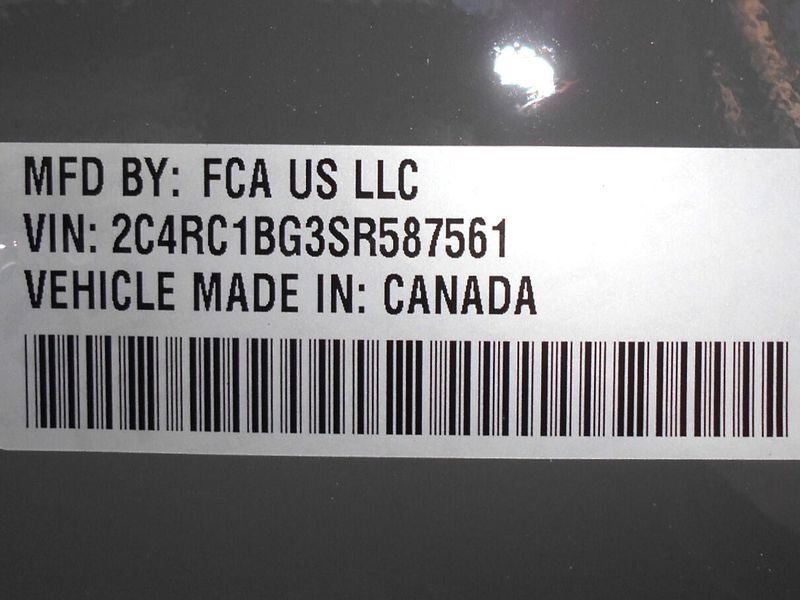 MFD BY: FCA US LLC
VIN: 2C4RC1BG3SR587561
VEHICLE MADE IN: CANADA